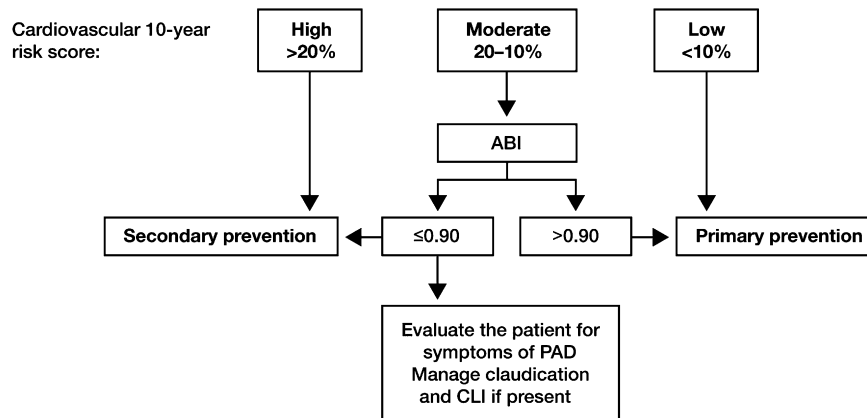 Cardiovascular 10-year
risk score:
High
>20%
Moderate
20–10%
Low
<10%
ABI
Secondary prevention
≤0.90
>0.90
Primary prevention
Evaluate the patient for
symptoms of PAD
Manage claudication
and CLI if present